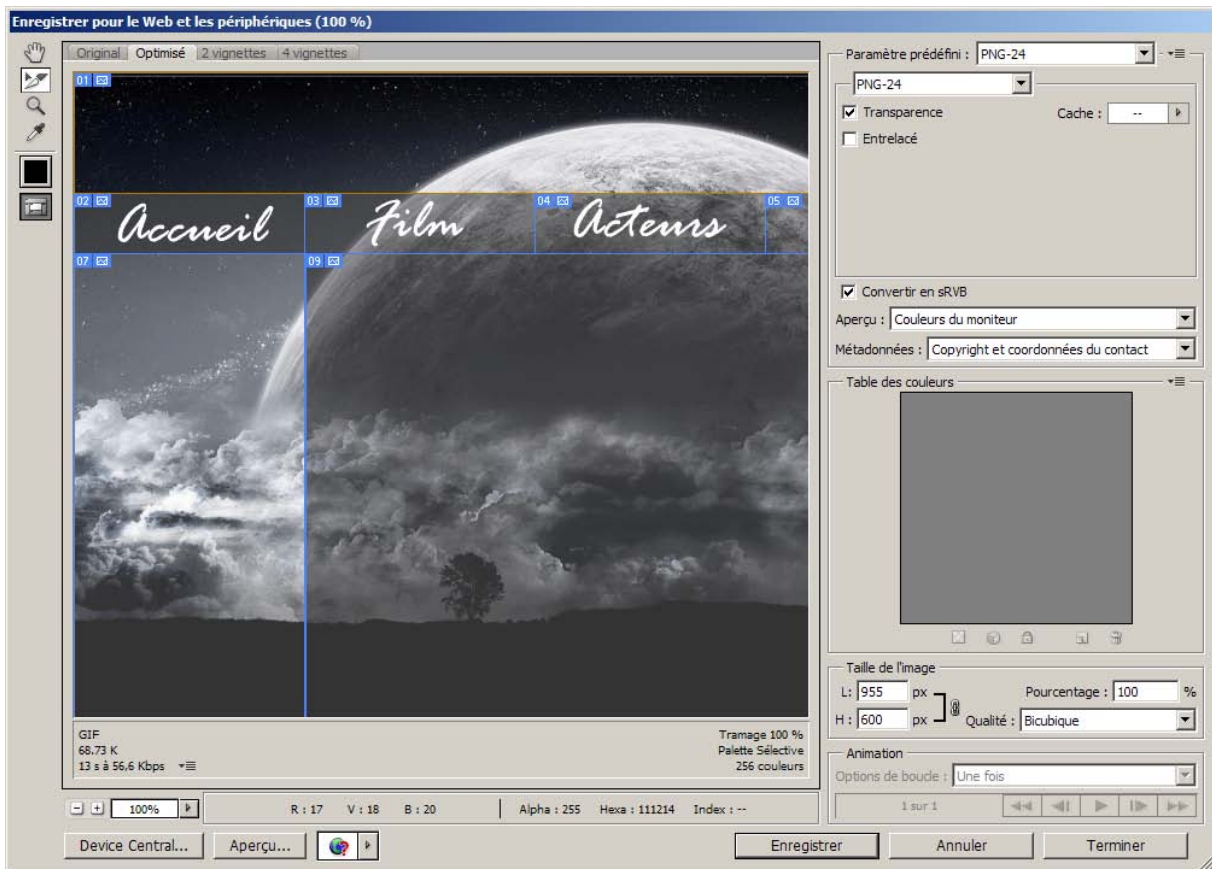 Enregistrer pour le Web et les périphériques (100 %)
Original Optimisé 2 vignettes 4 vignettes
01
02 Accueil 03 Film 04 Acteurs 05
07 09
GIF
68.73 K
13 s à 56,6 Kbps
Tramage 100 %
Palette Sélective
256 couleurs
100% R : 17 V : 18 B : 20 Alpha : 255 Hexa : 111214 Index : --
Device Central... Aperçu...
Paramètre prédéfini : PNG-24
PNG-24
Transparence Cache : --
Entrelacé
Convertir en sRVB
Aperçu : Couleurs du moniteur
Métadonnées : Copyright et coordonnées du contact
Table des couleurs
Taille de l'image
L: 955 px Pourcentage : 100 %
H : 600 px Qualité : Bicubique
Animation
Options de boucle : Une fois
1 sur 1
Enregistrer Annuler Terminer